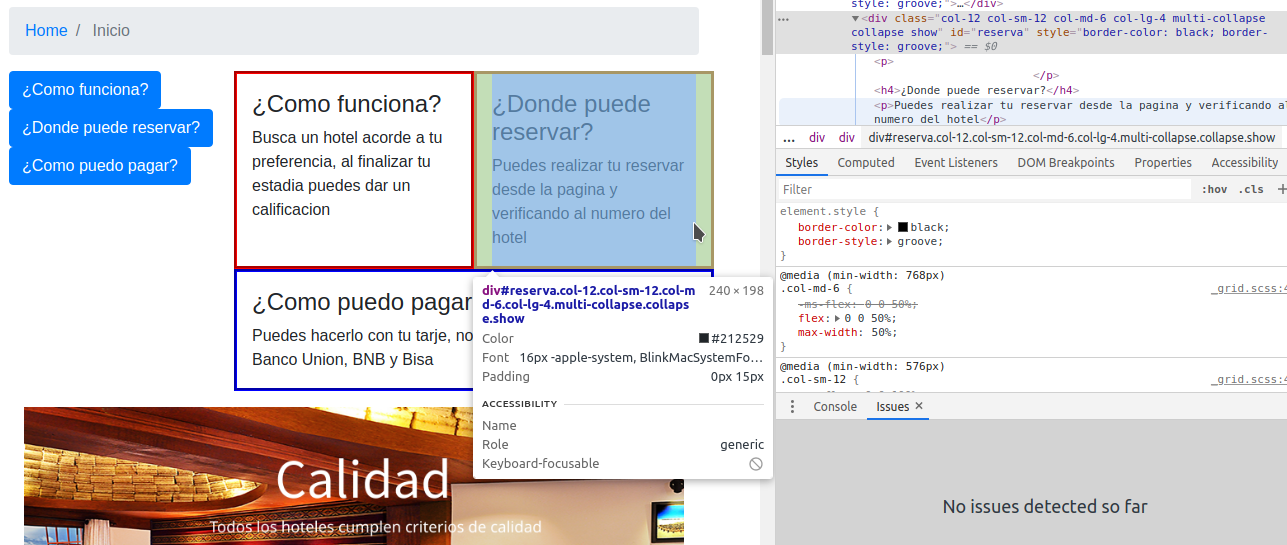 Home / Inicio
¿Como funciona?
¿Donde puede reservar?
¿Como puedo pagar?
¿Como funciona?
Busca un hotel acorde a tu
preferencia, al finalizar tu
estadia puedes dar un
calificacion
¿Donde puede
reservar?
Puedes realizar tu reservar
desde la pagina y
verificando al numero del
hotel
¿Como puedo pagar
Puedes hacerlo con tu tarje, no
Banco Union, BNB y Bisa
Calidad
Todos los hoteles cumplen criterios de calidad
div#reserva.col-12.col-sm-12.col-m
d-6.col-lg-4.multi-collapse.collaps
e.show
240 × 198
Color #212529
Font 16px -apple-system, BlinkMacSystemFo…
Padding 0px 15px
ACCESSIBILITY
Name
Role generic
Keyboard-focusable
style: groove;">…</div>
… ▼<div class="col-12 col-sm-12 col-md-6 col-lg-4 multi-collapse
collapse show" id="reserva" style="border-color: black; border-
style: groove;"> == $0
<p>
</p>
<h4>¿Donde puede reservar?</h4>
<p>Puedes realizar tu reservar desde la pagina y verificando al
numero del hotel</p>
… div div div#reserva.col-12.col-sm-12.col-md-6.col-lg-4.multi-collapse.collapse.show
Styles Computed Event Listeners DOM Breakpoints Properties Accessibility
Filter :hov .cls +
element.style {
border-color: ▶ black;
border-style: ▶ groove;
}
@media (min-width: 768px)
.col-md-6 { _grid.scss:4
-ms-flex: 0 0 50%;
flex: ▶ 0 0 50%;
max-width: 50%;
}
@media (min-width: 576px)
.col-sm-12 { _grid.scss:4
Console Issues ×
No issues detected so far